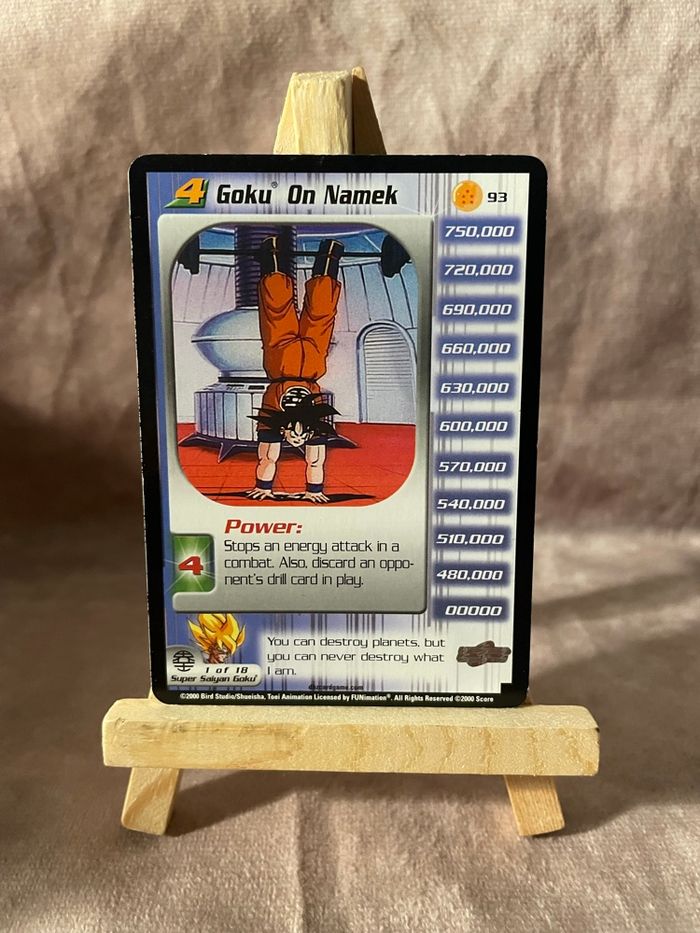 4 Goku® On Namek 93
750,000
720,000
690,000
660,000
630,000
600,000
570,000
540,000
510,000
480,000
00000
Power:
4
Stops an energy attack in a
combat. Also, discard an oppo-
nent's drill card in play.
You can destroy planets, but
you can never destroy what
I am.
1 of 18
Super Saiyan Goku
dbzcardgame.com
©2000 Bird Studio/Shueisha, Toei Animation Licensed by FUNimation®. All Rights Reserved ©2000 Score